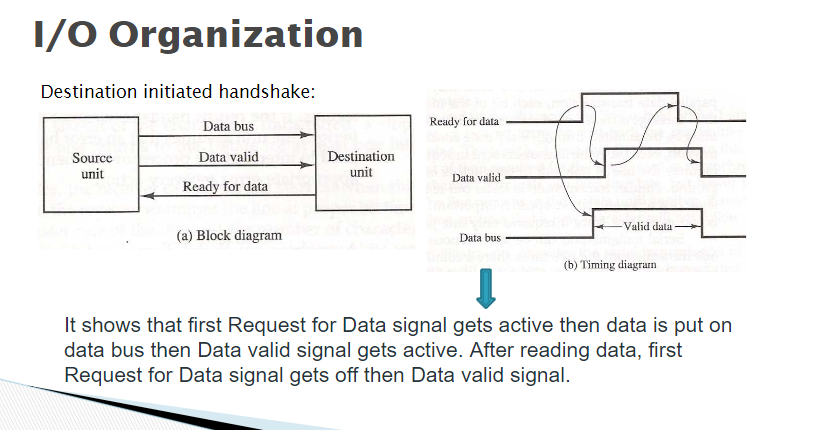 I/O Organization
Destination initiated handshake:
Data bus
Source
unit
Data valid
Destination
unit
Ready for data
(a) Block diagram
Ready for data
Data valid
Valid data
Data bus
(b) Timing diagram
It shows that first Request for Data signal gets active then data is put on
data bus then Data valid signal gets active. After reading data, first
Request for Data signal gets off then Data valid signal.